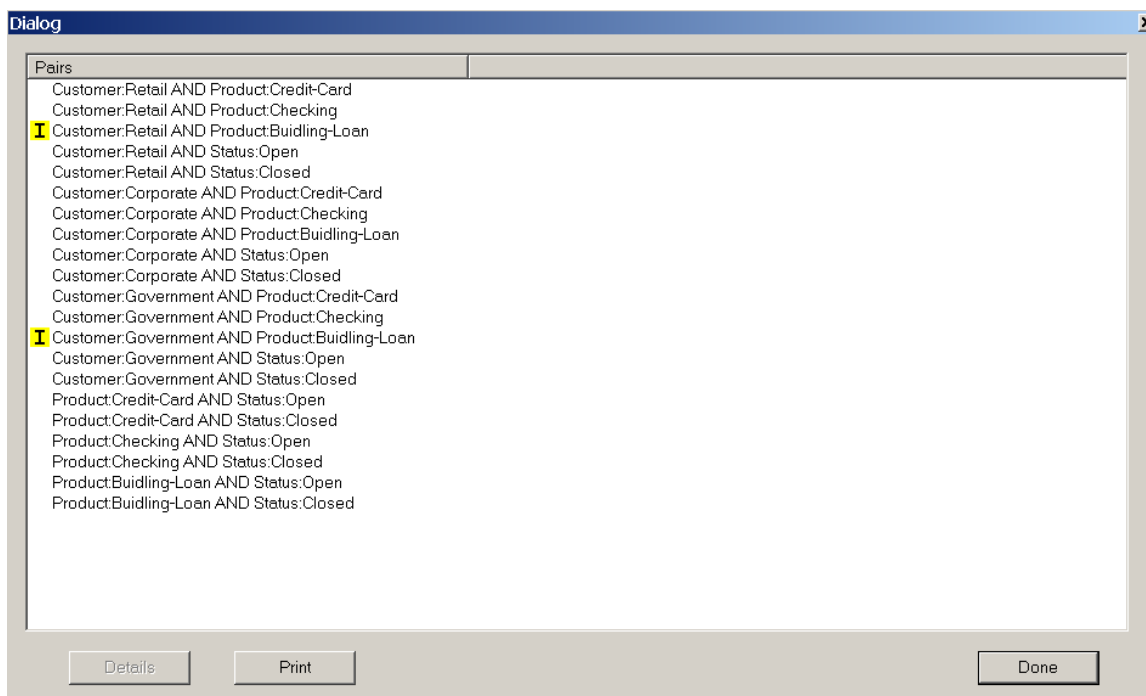 Dialog
Pairs
Customer:Retail AND Product:Credit-Card
Customer:Retail AND Product:Checking
I Customer:Retail AND Product:Buidling-Loan
Customer:Retail AND Status:Open
Customer:Retail AND Status:Closed
Customer:Corporate AND Product:Credit-Card
Customer:Corporate AND Product:Checking
Customer:Corporate AND Product:Buidling-Loan
Customer:Corporate AND Status:Open
Customer:Corporate AND Status:Closed
Customer:Government AND Product:Credit-Card
Customer:Government AND Product:Checking
I Customer:Government AND Product:Buidling-Loan
Customer:Government AND Status:Open
Customer:Government AND Status:Closed
Product:Credit-Card AND Status:Open
Product:Credit-Card AND Status:Closed
Product:Checking AND Status:Open
Product:Checking AND Status:Closed
Product:Buidling-Loan AND Status:Open
Product:Buidling-Loan AND Status:Closed
Details Print Done